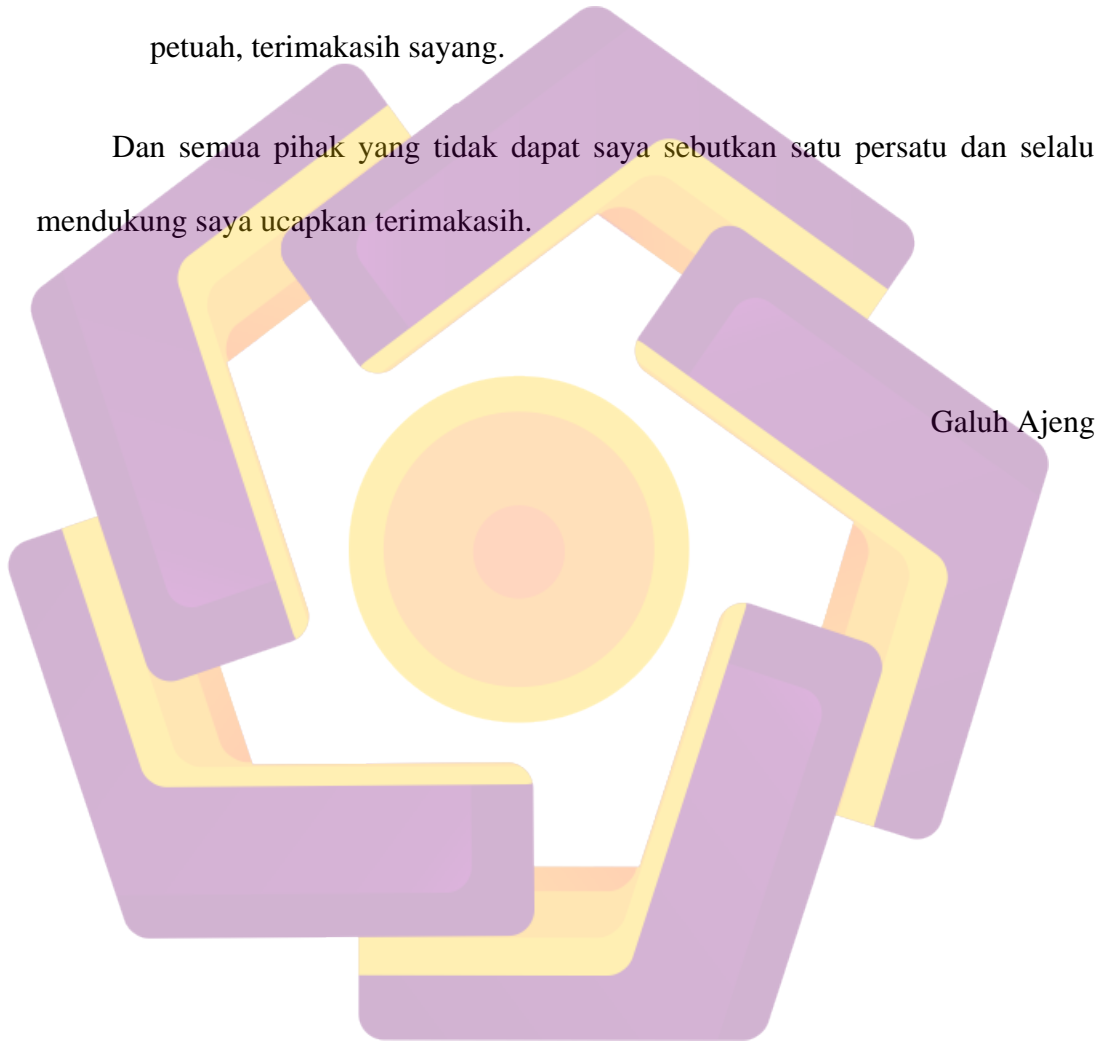 petuah, terimakasih sayang.
Dan semua pihak yang tidak dapat saya sebutkan satu persatu dan selalu
mendukung saya ucapkan terimakasih.
Galuh Ajeng